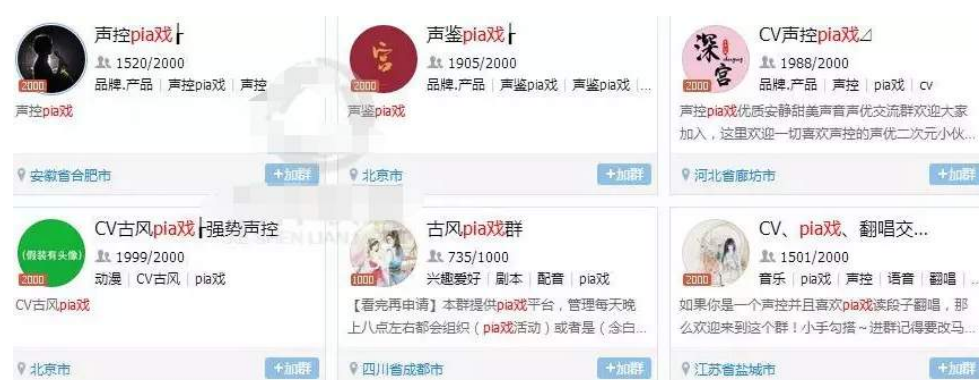 声控pia戏┟
1520/2000
2000
品牌.产品 声控pia戏 声控
声控pia戏
安徽省合肥市
+加群
宫
声鉴pia戏┟
1905/2000
2000
品牌.产品 声鉴pia戏 声鉴pia戏 ...
声鉴pia戏
北京市
+加群
深宫
CV声控pia戏⊿
1988/2000
2000
品牌.产品 声控 pia戏 cv
声控pia戏优质安静甜美声音声优交流群欢迎大家
加入，这里欢迎一切喜欢声控的声优二次元小伙...
河北省廊坊市
+加群
CV古风pia戏┟强势声控
(假装有头像)
1999/2000
2000
动漫 CV古风 pia戏
CV古风pia戏
北京市
+加群
古风pia戏群
735/1000
1000
兴趣爱好 剧本 配音 pia戏
【看完再申请】本群提供pia戏平台，管理每天晚
上八点左右都会组织（pia戏活动）或者是（念白...
四川省成都市
+加群
CV、pia戏、翻唱交...
1501/2000
2000
音乐 pia戏 声控 语音 翻唱 ...
如果你是一个声控并且喜欢pia戏读段子翻唱，那
么欢迎来到这个群！小手勾搭～进群记得要改马...
江苏省盐城市
+加群